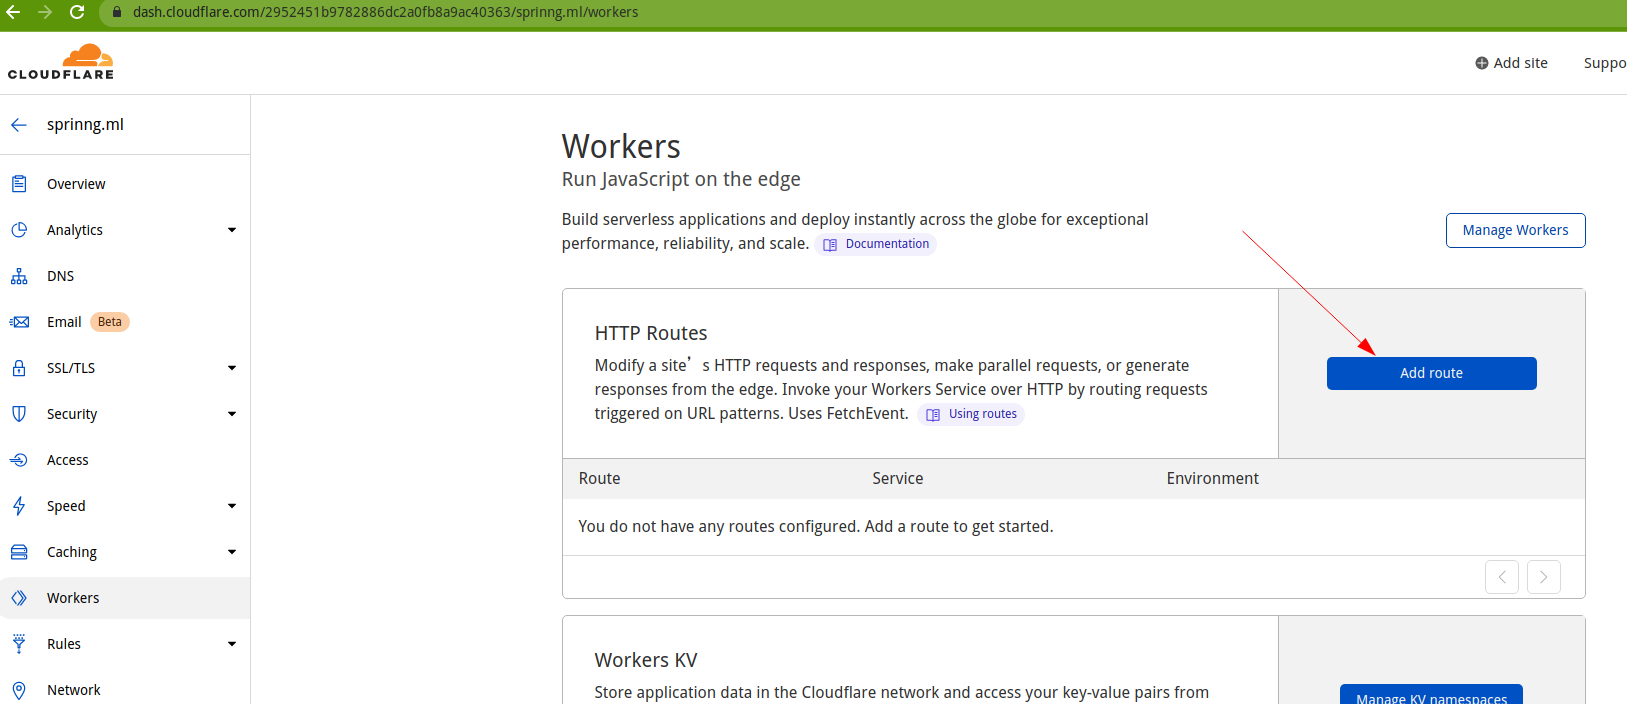 dash.cloudflare.com/2952451b9782886dc2a0fb8a9ac40363/sprinng.ml/workers
CLOUDFLARE
Add site
Suppo
sprinng.ml
Overview
Analytics
DNS
Email Beta
SSL/TLS
Security
Access
Speed
Caching
Workers
Rules
Network
Workers
Run JavaScript on the edge
Build serverless applications and deploy instantly across the globe for exceptional
performance, reliability, and scale. Documentation
Manage Workers
HTTP Routes
Modify a site’s HTTP requests and responses, make parallel requests, or generate
responses from the edge. Invoke your Workers Service over HTTP by routing requests
triggered on URL patterns. Uses FetchEvent. Using routes
Add route
Route Service Environment
You do not have any routes configured. Add a route to get started.
Workers KV
Store application data in the Cloudflare network and access your key-value pairs from
Manage KV namespaces